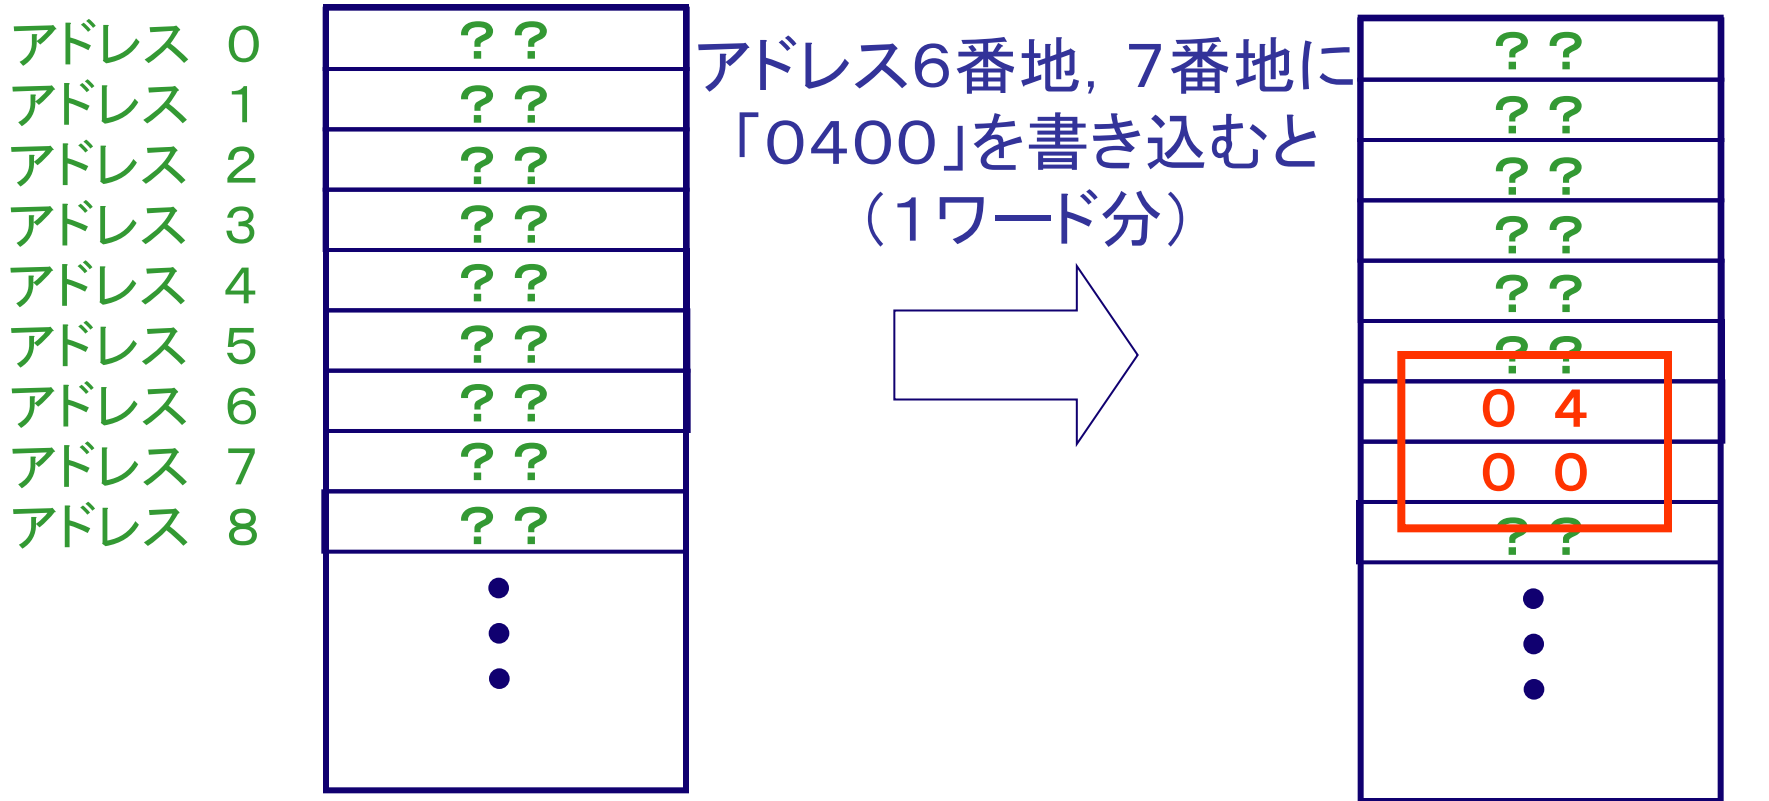 アドレス 0 ??
アドレス 1 ??
アドレス 2 ??
アドレス 3 ??
アドレス 4 ??
アドレス 5 ??
アドレス 6 ??
アドレス 7 ??
アドレス 8 ??
アドレス6番地,7番地に
「0400」を書き込むと
(1ワード分)
??
??
??
??
??
??
0 4
0 0
??